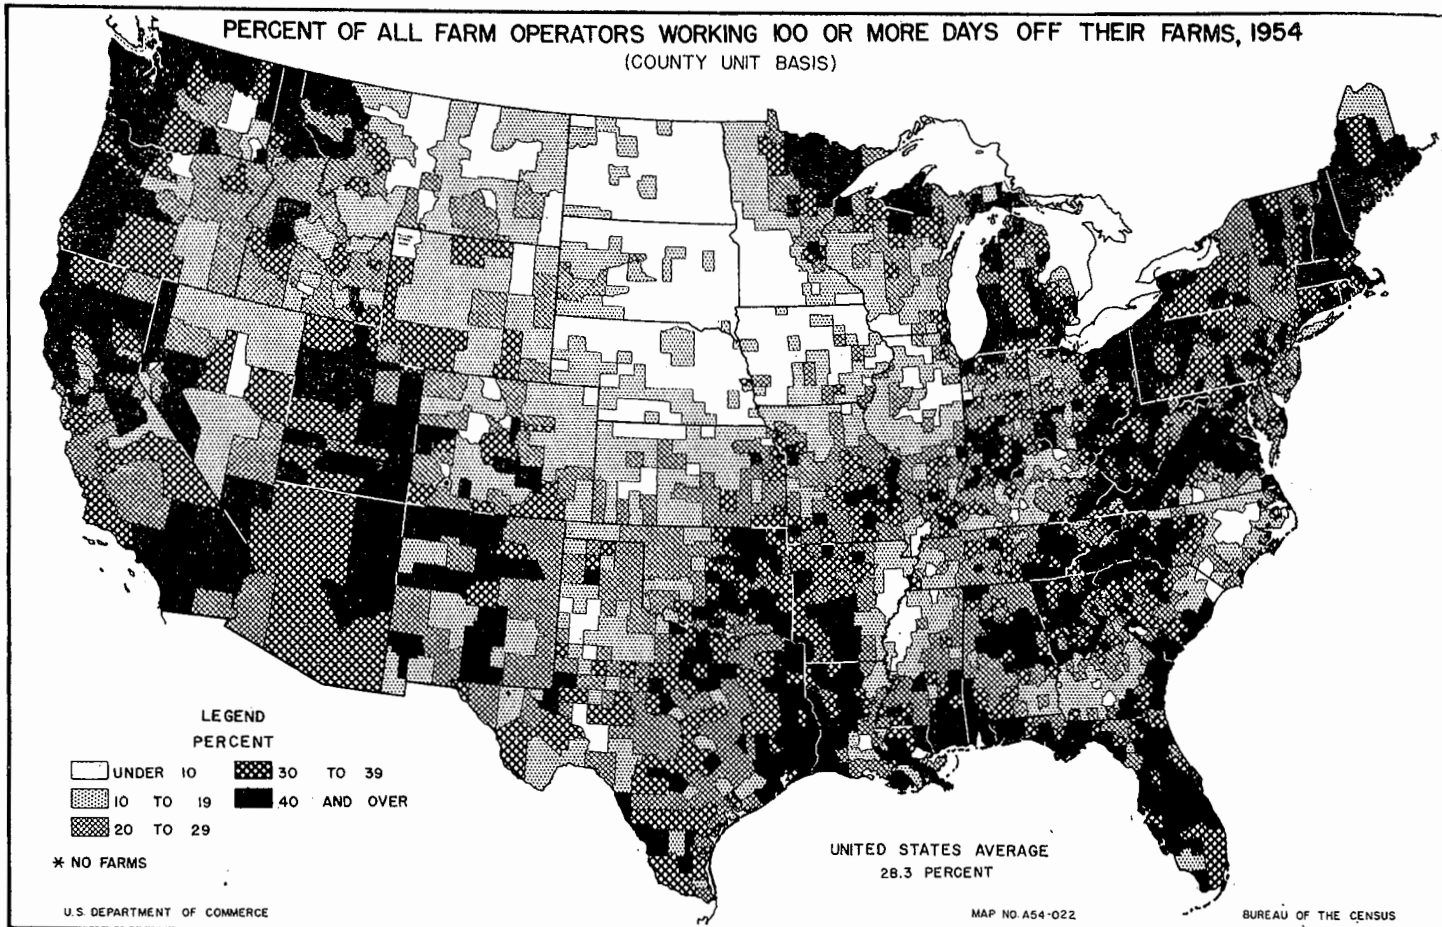 PERCENT OF ALL FARM OPERATORS WORKING 100 OR MORE DAYS OFF THEIR FARMS, 1954
(COUNTY UNIT BASIS)
LEGEND
PERCENT
UNDER 10
10 TO 19
20 TO 29
30 TO 39
40 AND OVER
* NO FARMS
UNITED STATES AVERAGE
28.3 PERCENT
U.S. DEPARTMENT OF COMMERCE
MAP NO. A54-022
BUREAU OF THE CENSUS